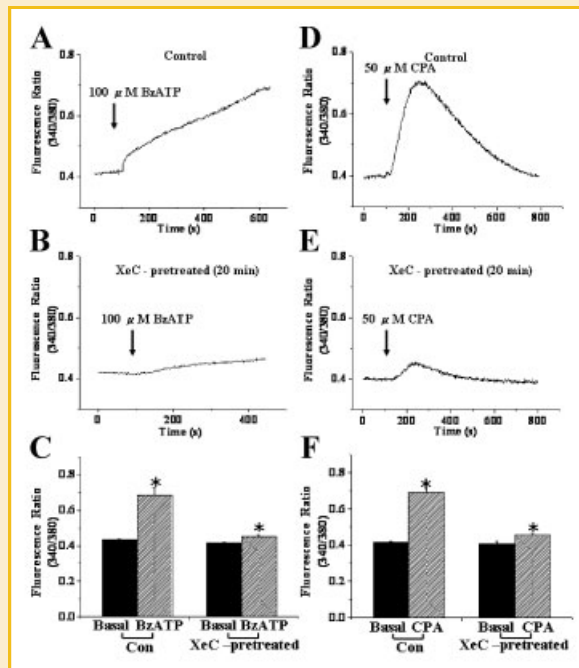 A
Control
100 μM BzATP
Fluorescence Ratio
(340/380)
0.8
0.6
0.4
0 200 400 600
Time (s)
B
XeC - pretreated (20 min)
100 μM BzATP
Fluorescence Ratio
(340/380)
0.8
0.6
0.4
0 200 400
Time (s)
C
Fluorescence Ratio
(340/380)
0.8
0.6
0.4
0.2
0.0
* *
Basal BzATP Basal BzATP
Con XeC -pretreated
D
Control
50 μM CPA
Fluorescence Ratio
(340/380)
0.8
0.6
0.4
0 200 400 600 800
Time (s)
E
XeC - pretreated (20 min)
50 μM CPA
Fluorescence Ratio
(340/380)
0.8
0.6
0.4
0 200 400 600 800
Time (s)
F
Fluorescence Ratio
(340/380)
0.8
0.6
0.4
0.2
0.0
* *
Basal CPA Basal CPA
Con XeC -pretreated